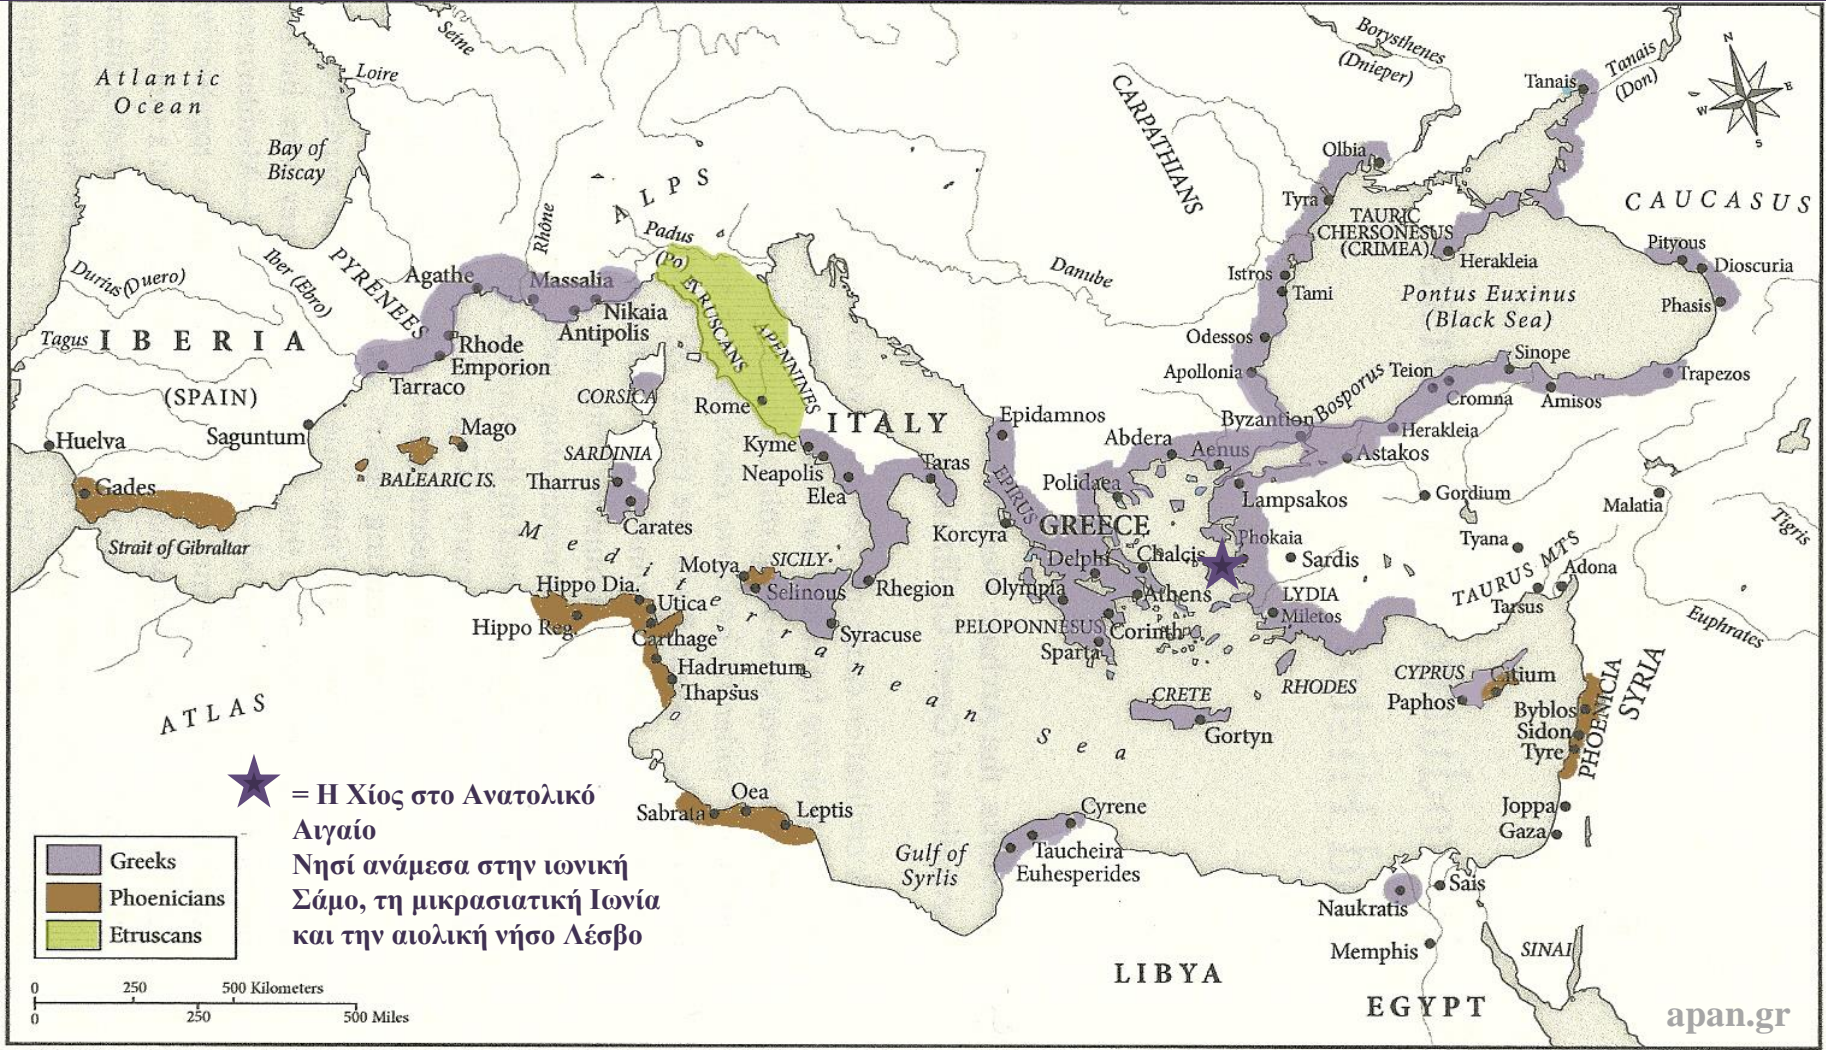 Atlantic
Ocean
Seine
Loire
Bay of
Biscay
Borysthenes
(Dnieper)
Tanais
Tanais
(Don)
N
E
S
W
CARPATHIANS
ALPS
Rhône
Padus
(Po)
Olbia
Tyra
TAURIC
CHERSONESUS
(CRIMEA)
Herakleia
CAUCASUS
Pityous
Dioscuria
Phasis
Durius (Duero)
Iber (Ebro)
PYRENEES
Agathe
Massalia
Nikaia
Antipolis
ETRUSCANS
APENNINES
Danube
Istros
Tami
Pontus Euxinus
(Black Sea)
Tagus
IBERIA
(SPAIN)
Rhode
Emporion
Tarraco
CORSICA
Rome
ITALY
Odessos
Apollonia
Byzantion
Bosporus
Teion
Sinope
Cromna
Amisos
Trapezos
Herakleia
Astakos
Huelva
Saguntum
Mago
BALEARIC IS.
SARDINIA
Tharrus
Carates
Kyme
Neapolis
Elea
Taras
Epidamnos
EPIRUS
Abdera
Aenus
Polidaea
Lampsakos
Gordium
Malatia
Tigris
Gades
Strait of Gibraltar
Mediterranean Sea
Korcyra
GREECE
Delphi
Chalcis
Phokaia
Sardis
Tyana
TAURUS MTS
Adona
Tarsus
Motya
SICILY
Selinous
Rhegion
Syracuse
Olympia
Athens
LYDIA
Miletos
PELOPONNESUS
Corinth
Sparta
Euphrates
Hippo Dia.
Utica
Hippo Reg.
Carthage
Hadrumetum
Thapsus
CRETE
Gortyn
RHODES
CYPRUS
Citium
Paphos
Byblos
Sidon
Tyre
PHOENICIA
SYRIA
ATLAS
= Η Χίος στο Ανατολικό
Αιγαίο
Νησί ανάμεσα στην ιωνική
Σάμο, τη μικρασιατική Ιωνία
και την αιολική νήσο Λέσβο
Oea
Sabrata
Leptis
Cyrene
Taucheira
Euhesperides
Gulf of
Syrlis
Joppa
Gaza
Greeks
Phoenicians
Etruscans
Naukratis
Sais
Memphis
SINAI
LIBYA
EGYPT
0 250 500 Kilometers
0 250 500 Miles
apan.gr